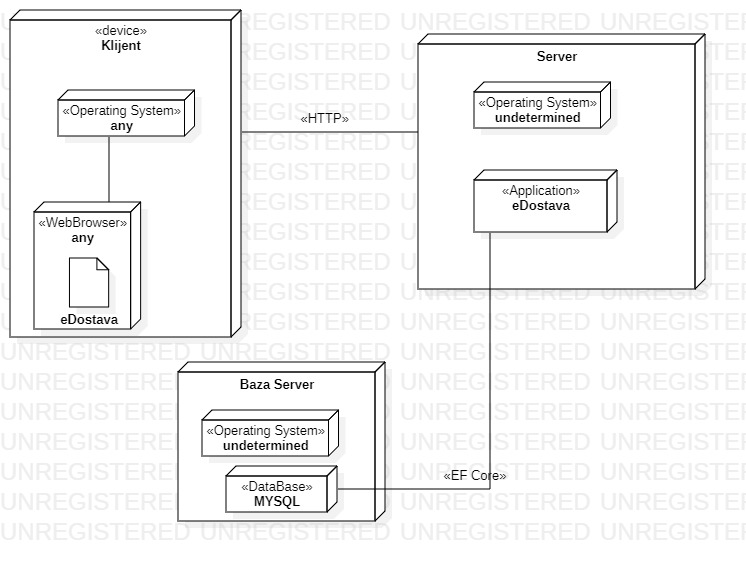 «device»
Klijent
«Operating System»
any
«WebBrowser»
any
eDostava
«HTTP»
Server
«Operating System»
undetermined
«Application»
eDostava
Baza Server
«Operating System»
undetermined
«DataBase»
MYSQL
«EF Core»
UNREGISTERED UNREGISTERED UNREGISTERED UNREGISTERED